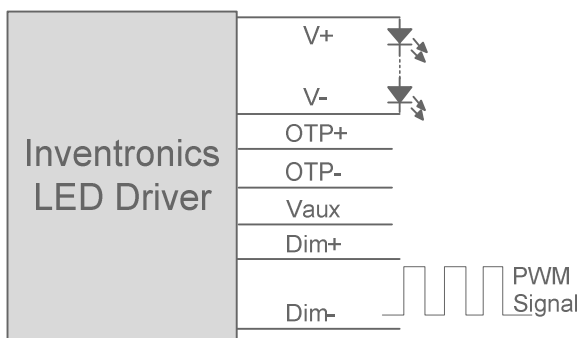 Inventronics
LED Driver
V+
V-
OTP+
OTP-
Vaux
Dim+
Dim-
PWM
Signal